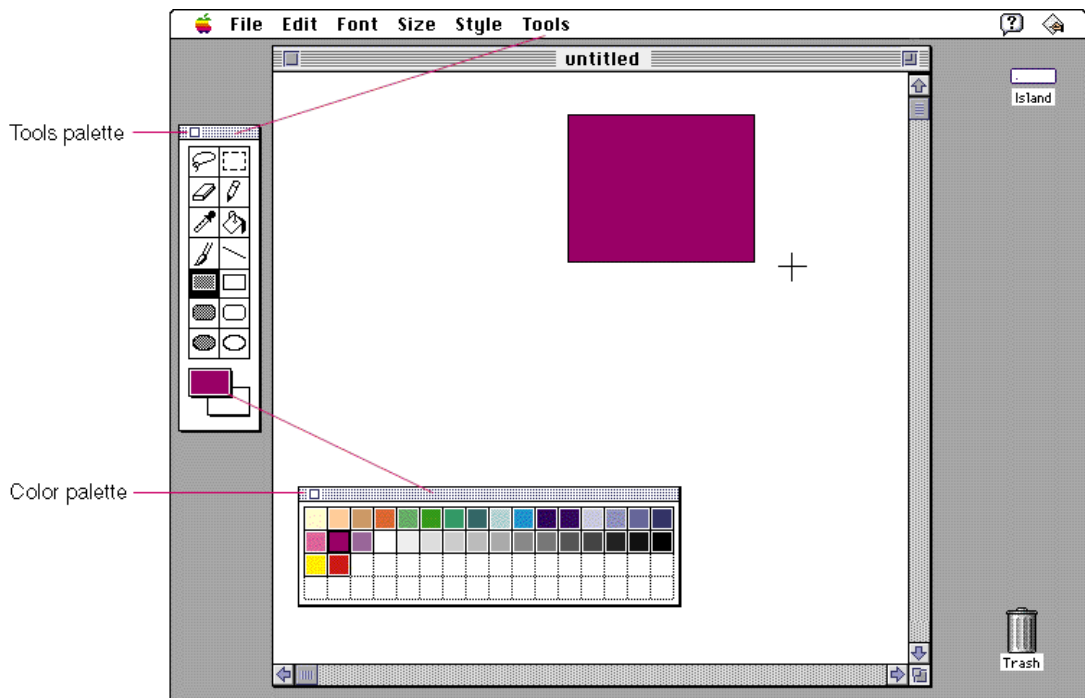 File Edit Font Size Style Tools
untitled
Island
Tools palette
Color palette
Trash